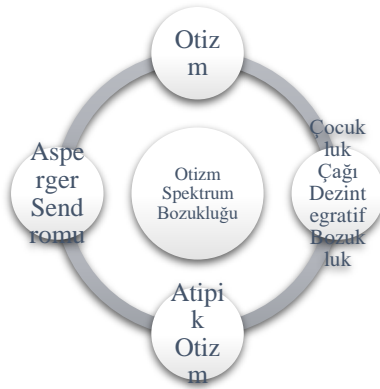 Otiz
m
Çocuk
luk
Çağı
Dezint
egratif
Bozuk
luk
Otizm
Spektrum
Bozukluğu
Aspe
rger
Send
romu
Atipi
k
Otiz
m